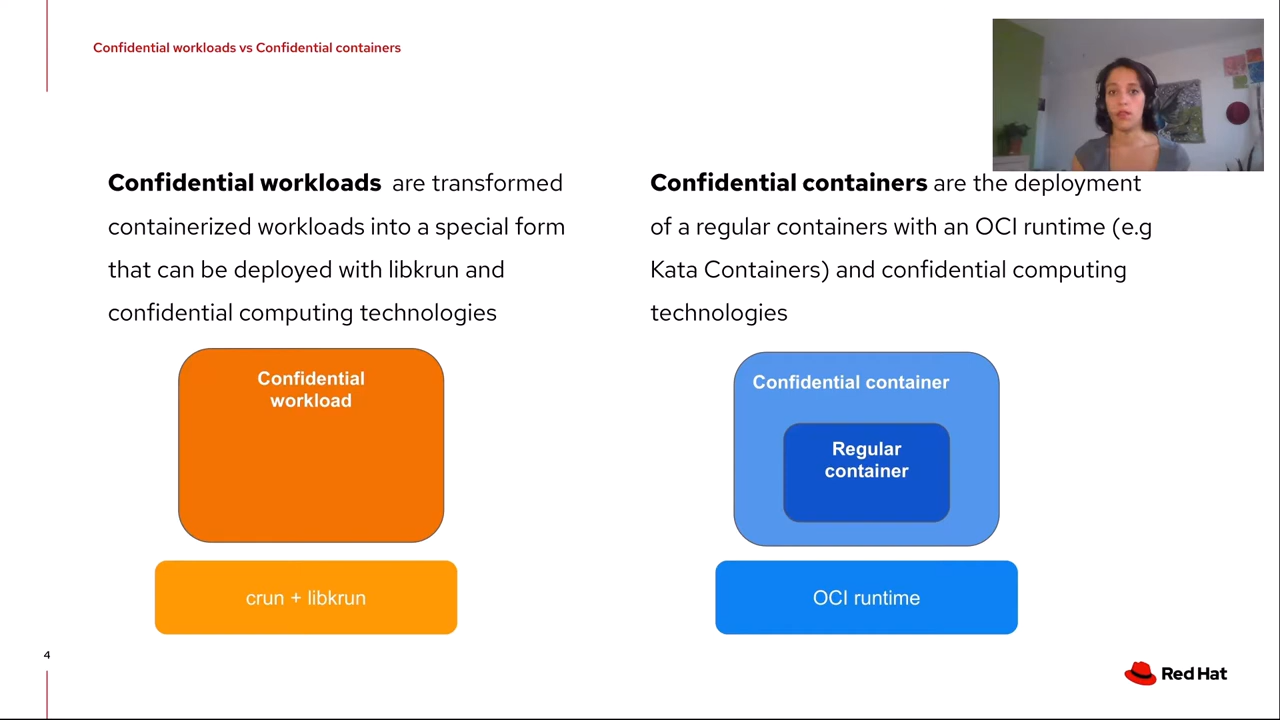 Confidential workloads vs Confidential containers
Confidential workloads are transformed
containerized workloads into a special form
that can be deployed with libkrun and
confidential computing technologies
Confidential
workload
crun + libkrun
Confidential containers are the deployment
of a regular containers with an OCI runtime (e.g
Kata Containers) and confidential computing
technologies
Confidential container
Regular
container
OCI runtime
4
Red Hat